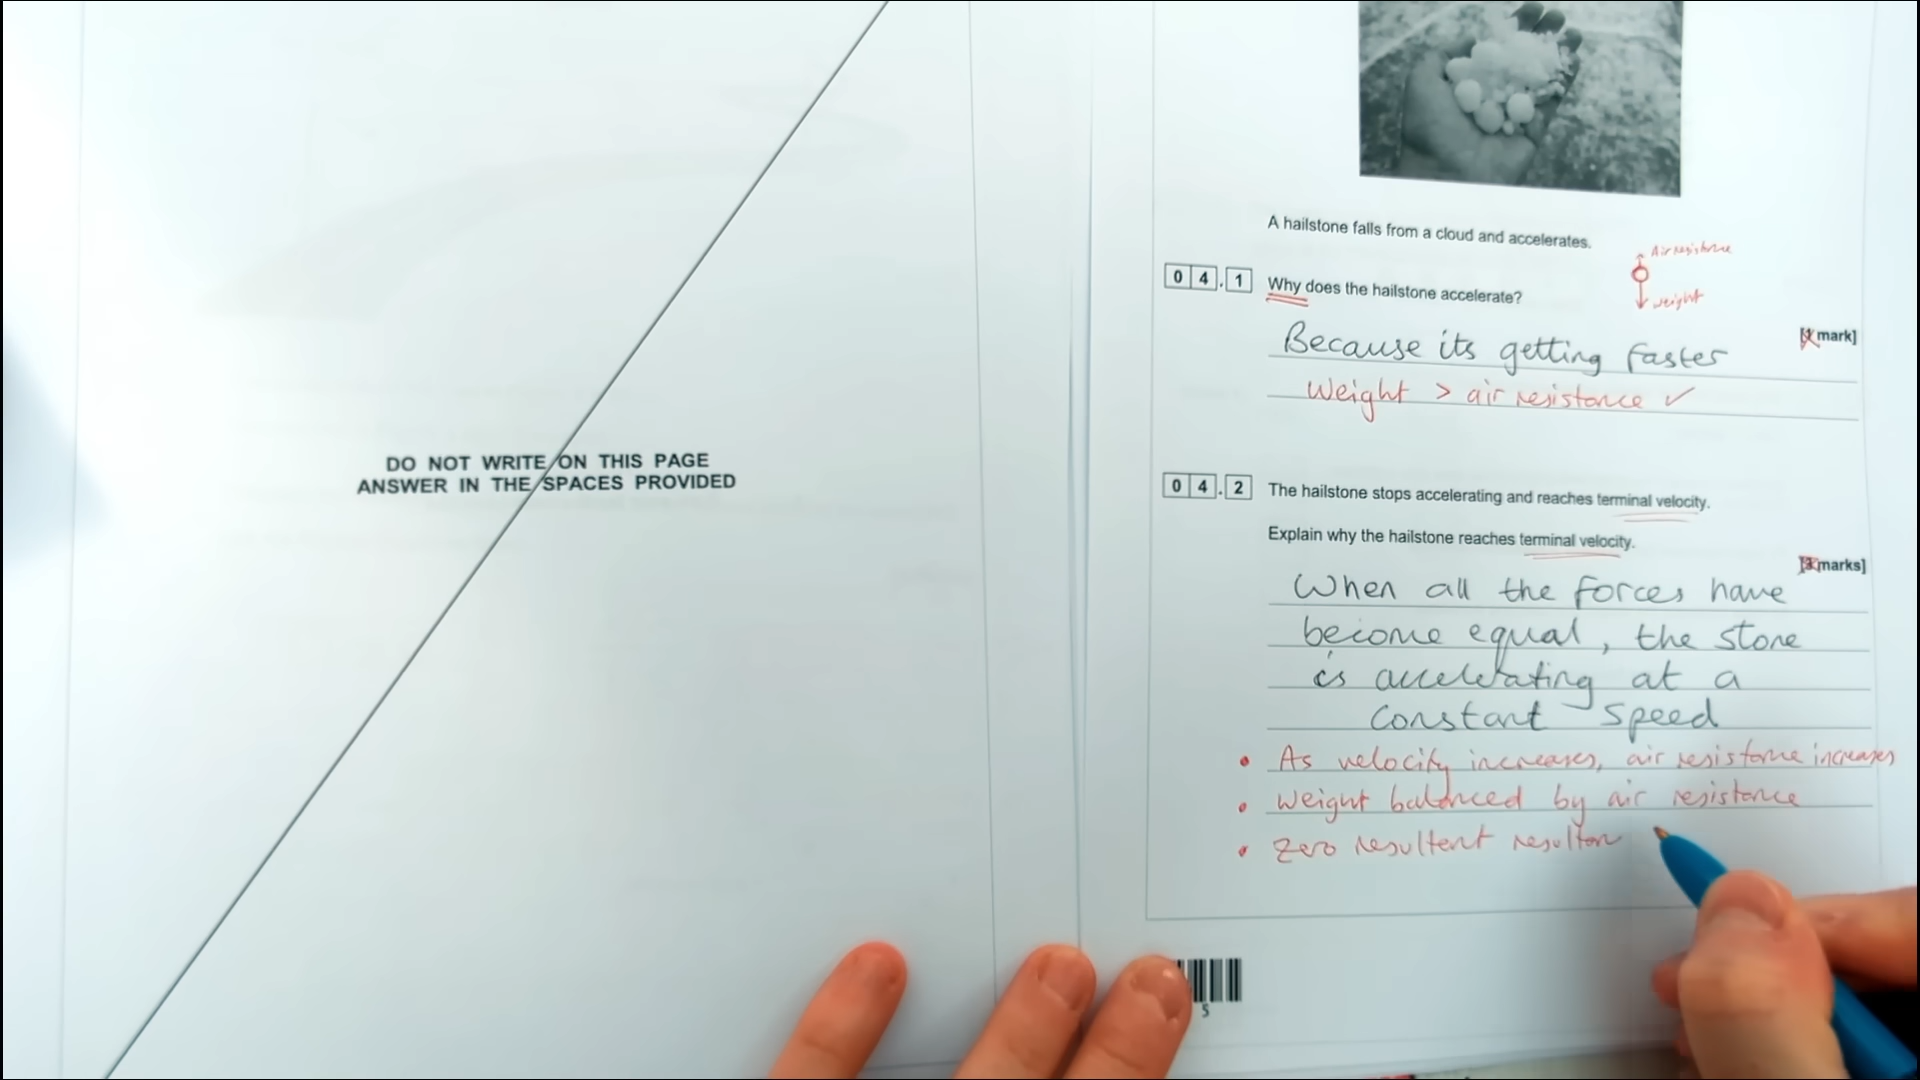 DO NOT WRITE ON THIS PAGE
ANSWER IN THE SPACES PROVIDED
A hailstone falls from a cloud and accelerates.
Air resistance
weight
0 4 . 1 Why does the hailstone accelerate?
mark]
Because its getting faster
Weight > air resistance ✓
0 4 . 2 The hailstone stops accelerating and reaches terminal velocity.
Explain why the hailstone reaches terminal velocity.
[3 marks]
When all the forces have
become equal, the stone
is accelerating at a
constant speed
• As velocity increases, air resistance increases
• Weight balanced by air resistance
• Zero resultent resultan
5